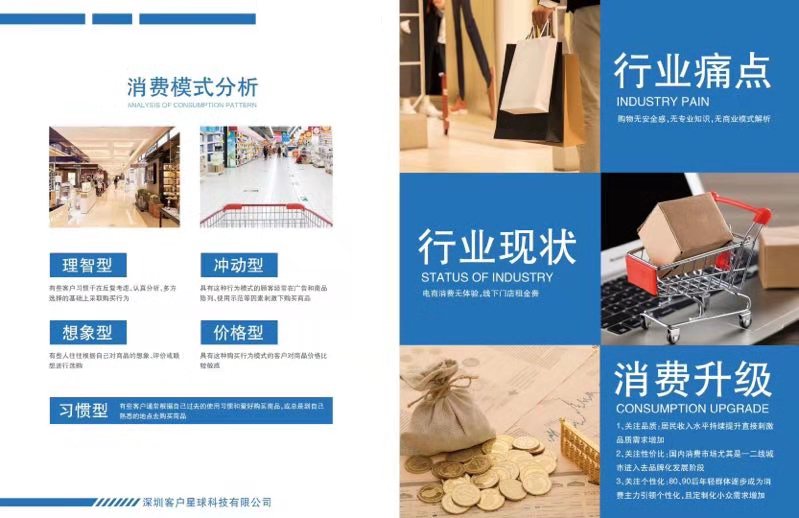 消费模式分析
ANALYSIS OF CONSUMPTION PATTERN
理智型
有些客户习惯于在反复考虑、认真分析、多方
选择的基础上采取购买行为
冲动型
具有这种行为模式的顾客经常在广告和商品
陈列、使用示范等因素刺激下购买商品
想象型
有些人往往根据自己对商品的想象、评价或联
想进行选购
价格型
具有这种购买行为模式的客户对商品价格比
较敏感
习惯型
有些客户通常根据自己过去的使用习惯和爱好购买商品,或总是到自己
熟悉的地点去购买商品
深圳客户星球科技有限公司
行业痛点
INDUSTRY PAIN
购物无安全感,无专业知识,无商业模式解析
行业现状
STATUS OF INDUSTRY
电商消费无体验,线下门店租金贵
消费升级
CONSUMPTION UPGRADE
1、关注品质:居民收入水平持续提升直接刺激
品质需求增加
2、关注性价比:国内消费市场尤其是一二线城
市进入去品牌化发展阶段
3、关注个性化:80、90后年轻群体逐步成为消
费主力引领个性化,且定制化小众需求增加